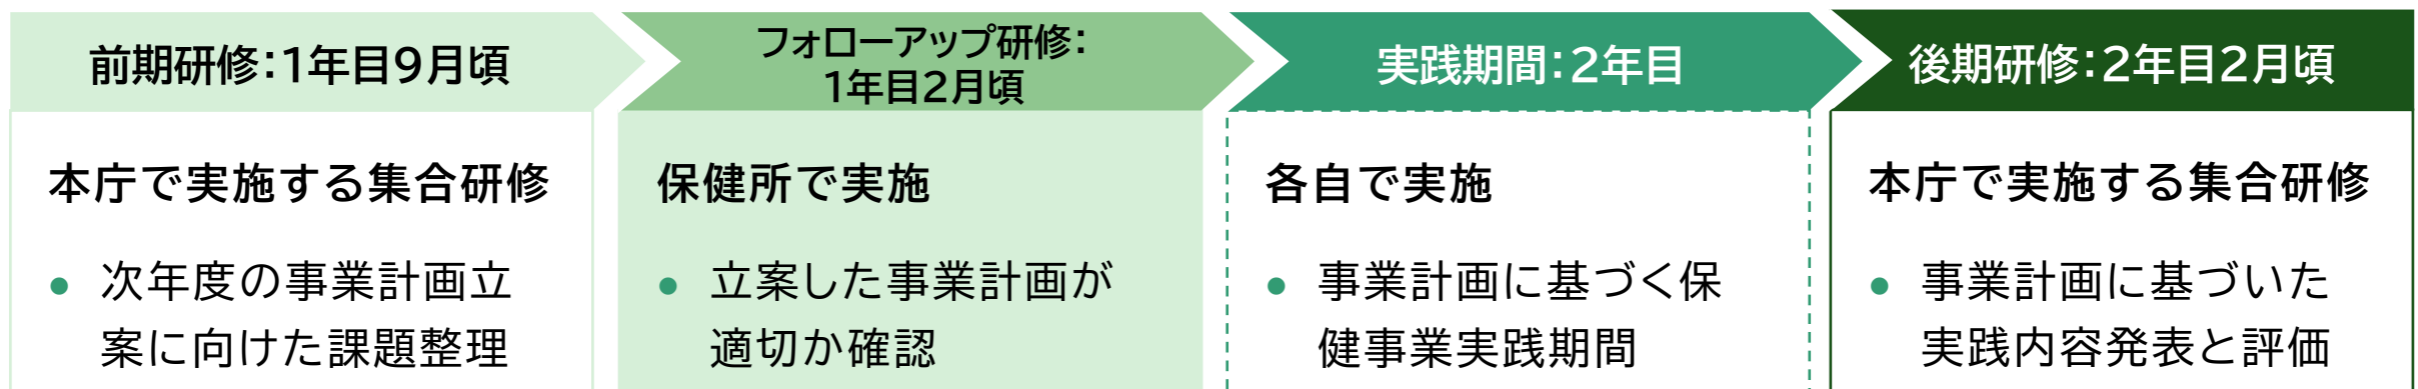 前期研修：1年目9月頃
本庁で実施する集合研修
● 次年度の事業計画立
案に向けた課題整理
フォローアップ研修：
1年目2月頃
保健所で実施
● 立案した事業計画が
適切か確認
実践期間：2年目
各自で実施
● 事業計画に基づく保
健事業実践期間
後期研修：2年目2月頃
本庁で実施する集合研修
● 事業計画に基づいた
実践内容発表と評価